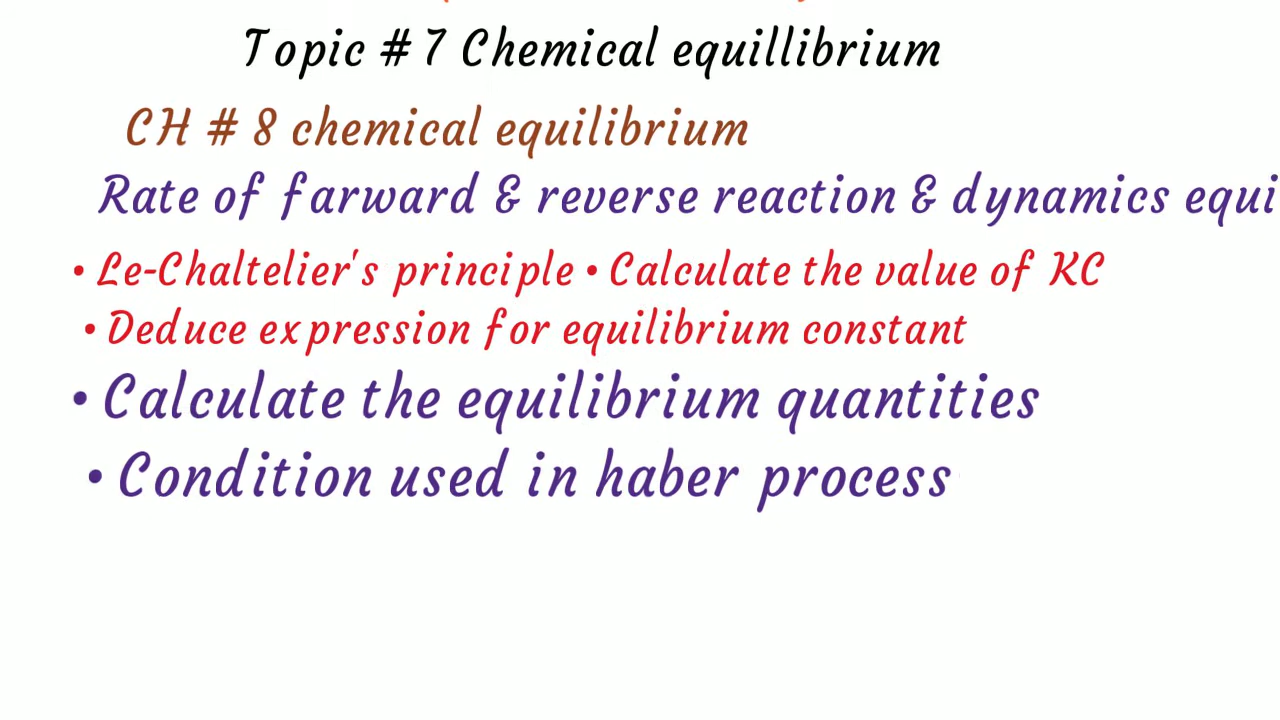 Topic # 7 Chemical equillibrium
CH # 8 chemical equilibrium
Rate of farward & reverse reaction & dynamics equi
• Le-Chaltelier's principle • Calculate the value of KC
• Deduce expression for equilibrium constant
• Calculate the equilibrium quantities
• Condition used in haber process